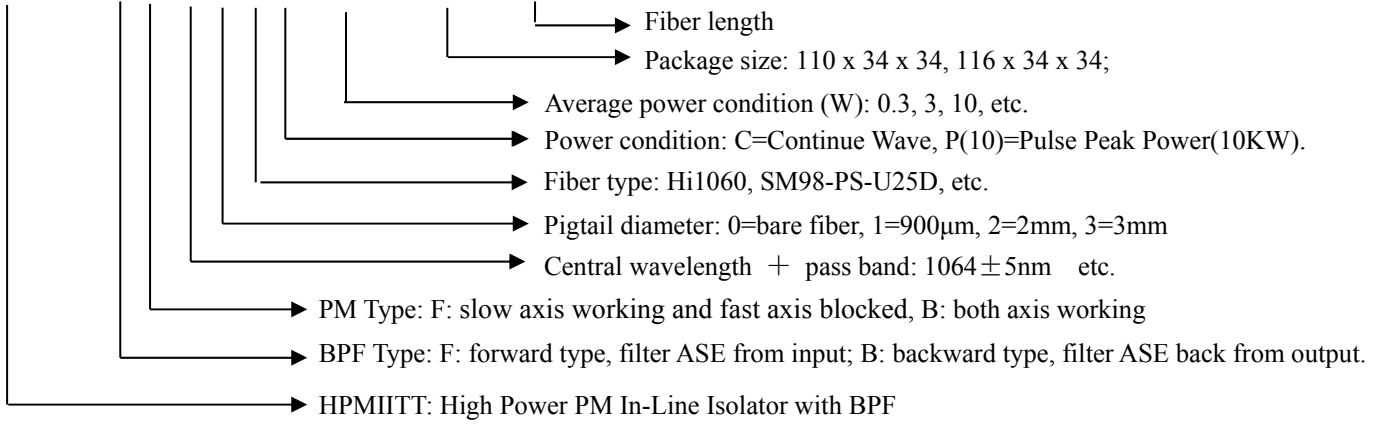 Fiber length
Package size: 110 x 34 x 34, 116 x 34 x 34;
Average power condition (W): 0.3, 3, 10, etc.
Power condition: C=Continue Wave, P(10)=Pulse Peak Power(10KW).
Fiber type: Hi1060, SM98-PS-U25D, etc.
Pigtail diameter: 0=bare fiber, 1=900μm, 2=2mm, 3=3mm
Central wavelength + pass band: 1064±5nm etc.
PM Type: F: slow axis working and fast axis blocked, B: both axis working
BPF Type: F: forward type, filter ASE from input; B: backward type, filter ASE back from output.
HPMIITT: High Power PM In-Line Isolator with BPF